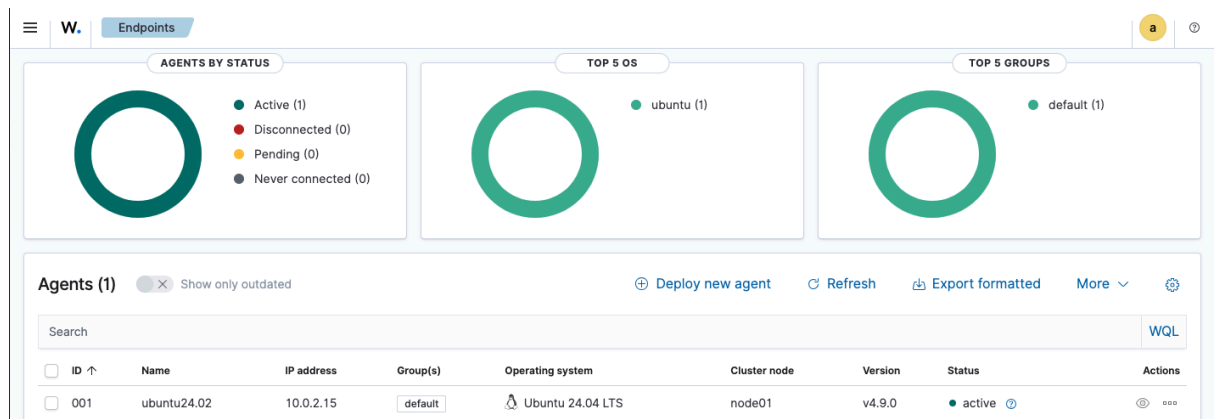 W. Endpoints a
AGENTS BY STATUS
Active (1)
Disconnected (0)
Pending (0)
Never connected (0)
TOP 5 OS
ubuntu (1)
TOP 5 GROUPS
default (1)
Agents (1) Show only outdated Deploy new agent Refresh Export formatted More
Search WQL
ID ↑ Name IP address Group(s) Operating system Cluster node Version Status Actions
001 ubuntu24.02 10.0.2.15 default Ubuntu 24.04 LTS node01 v4.9.0 active